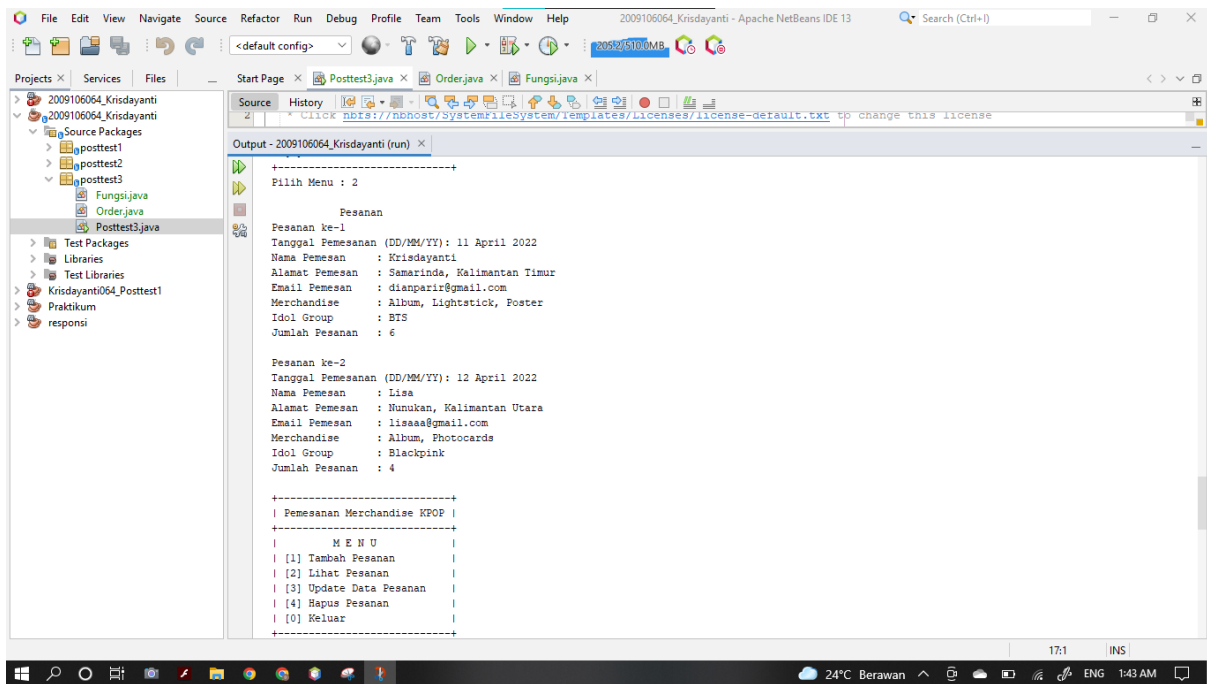 File Edit View Navigate Source Refactor Run Debug Profile Team Tools Window Help 2009106064_Krisdayanti - Apache NetBeans IDE 13 Search (Ctrl+I)
<default config> 205.2/510.0MB
Projects Services Files Start Page Posttest3.java Order.java Fungsi.java
2009106064_Krisdayanti
2009106064_Krisdayanti
Source Packages
posttest1
posttest2
posttest3
Fungsi.java
Order.java
Posttest3.java
Test Packages
Libraries
Test Libraries
Krisdayanti064_Posttest1
Praktikum
responsi
Source History
2 * Click nbfs://nbhost/SystemFileSystem/Templates/Licenses/license-default.txt to change this license
Output - 2009106064_Krisdayanti (run)
+-----------------------------+
Pilih Menu : 2
Pesanan
Pesanan ke-1
Tanggal Pemesanan (DD/MM/YY): 11 April 2022
Nama Pemesan : Krisdayanti
Alamat Pemesan : Samarinda, Kalimantan Timur
Email Pemesan : dianparir@gmail.com
Merchandise : Album, Lightstick, Poster
Idol Group : BTS
Jumlah Pesanan : 6
Pesanan ke-2
Tanggal Pemesanan (DD/MM/YY): 12 April 2022
Nama Pemesan : Lisa
Alamat Pemesan : Nunukan, Kalimantan Utara
Email Pemesan : lisaaa@gmail.com
Merchandise : Album, Photocards
Idol Group : Blackpink
Jumlah Pesanan : 4
+-----------------------------+
| Pemesanan Merchandise KPOP |
+-----------------------------+
| M E N U |
| [1] Tambah Pesanan |
| [2] Lihat Pesanan |
| [3] Update Data Pesanan |
| [4] Hapus Pesanan |
| [0] Keluar |
+-----------------------------+
17:1 INS
24°C Berawan ENG 1:43 AM